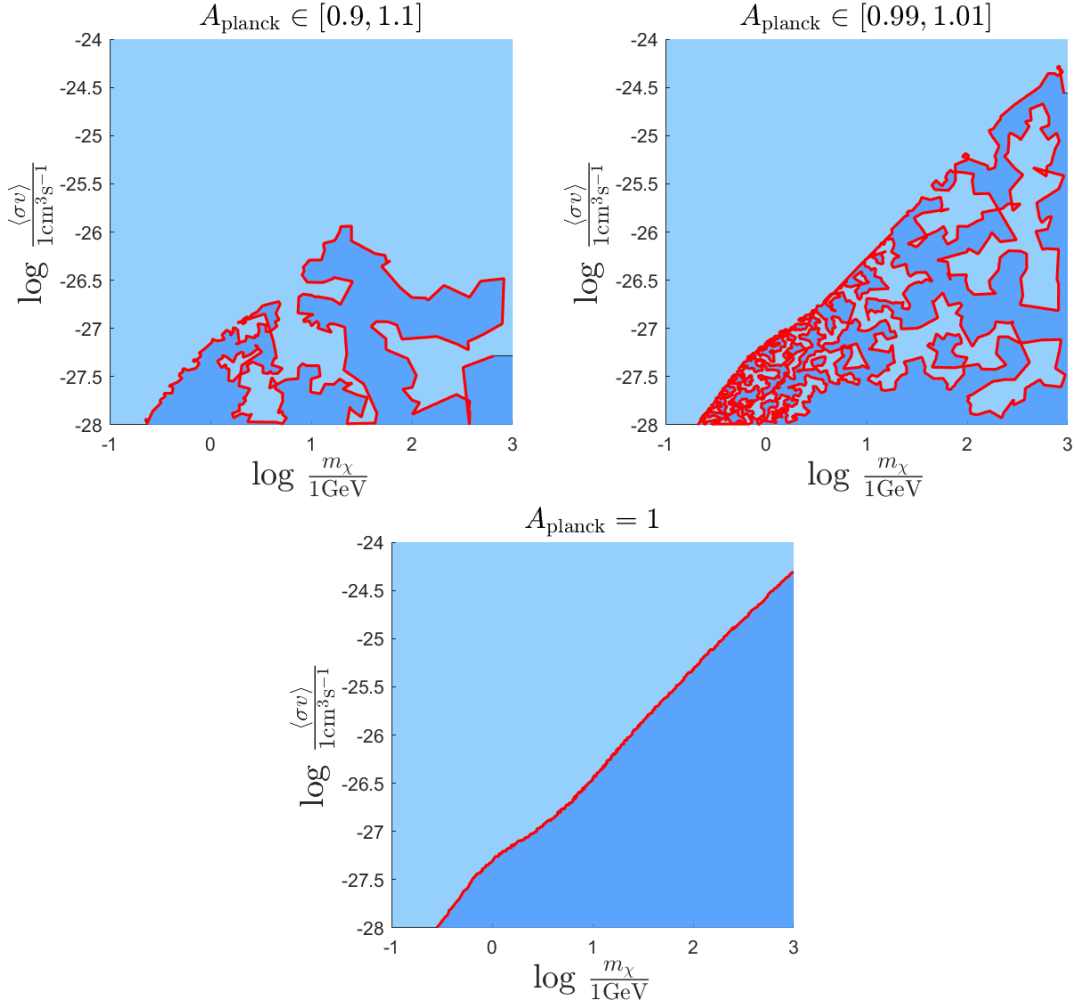 A_planck ∈ [0.9, 1.1]
-24
-24.5
-25
-25.5
-26
-26.5
-27
-27.5
-28
log ⟨σv⟩/1cm³s⁻¹
-1 0 1 2 3
log m_χ/1GeV
A_planck ∈ [0.99, 1.01]
-24
-24.5
-25
-25.5
-26
-26.5
-27
-27.5
-28
log ⟨σv⟩/1cm³s⁻¹
-1 0 1 2 3
log m_χ/1GeV
A_planck = 1
-24
-24.5
-25
-25.5
-26
-26.5
-27
-27.5
-28
log ⟨σv⟩/1cm³s⁻¹
-1 0 1 2 3
log m_χ/1GeV